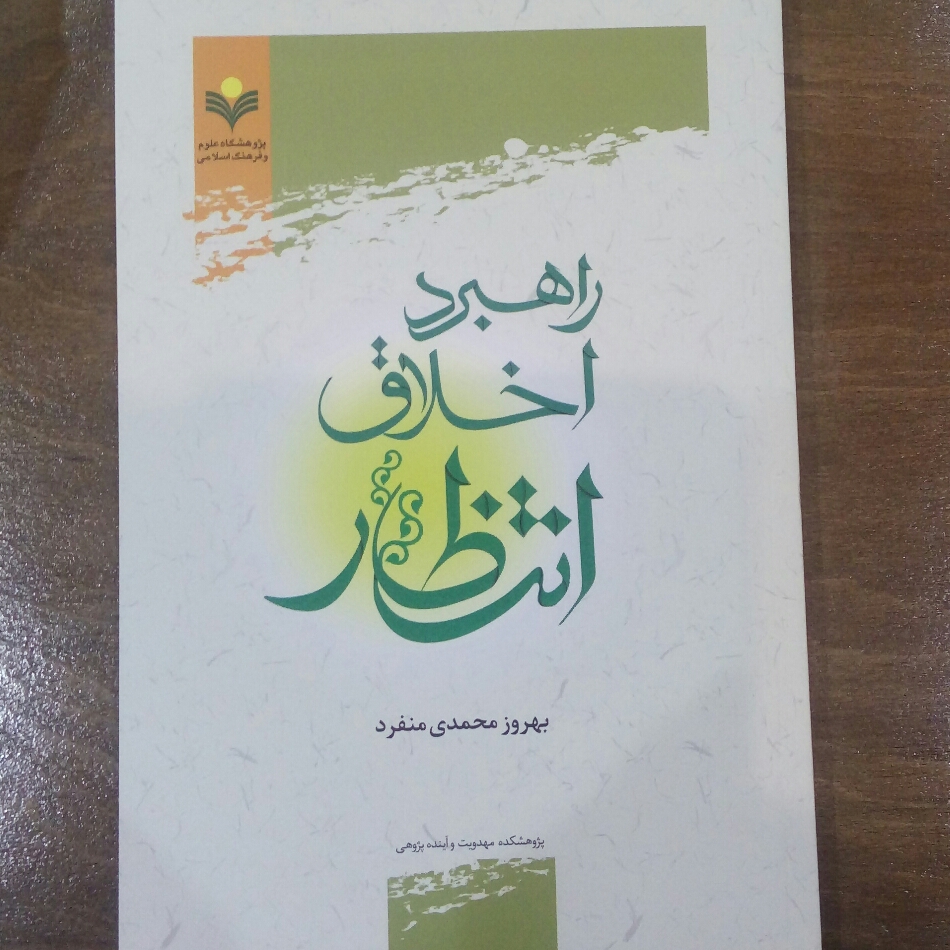 پژوهشگاه علوم
و فرهنگ اسلامی
راهبرد
اخلاق
انتظار
بهروز محمدی منفرد
پژوهشکده مهدویت و آینده پژوهی